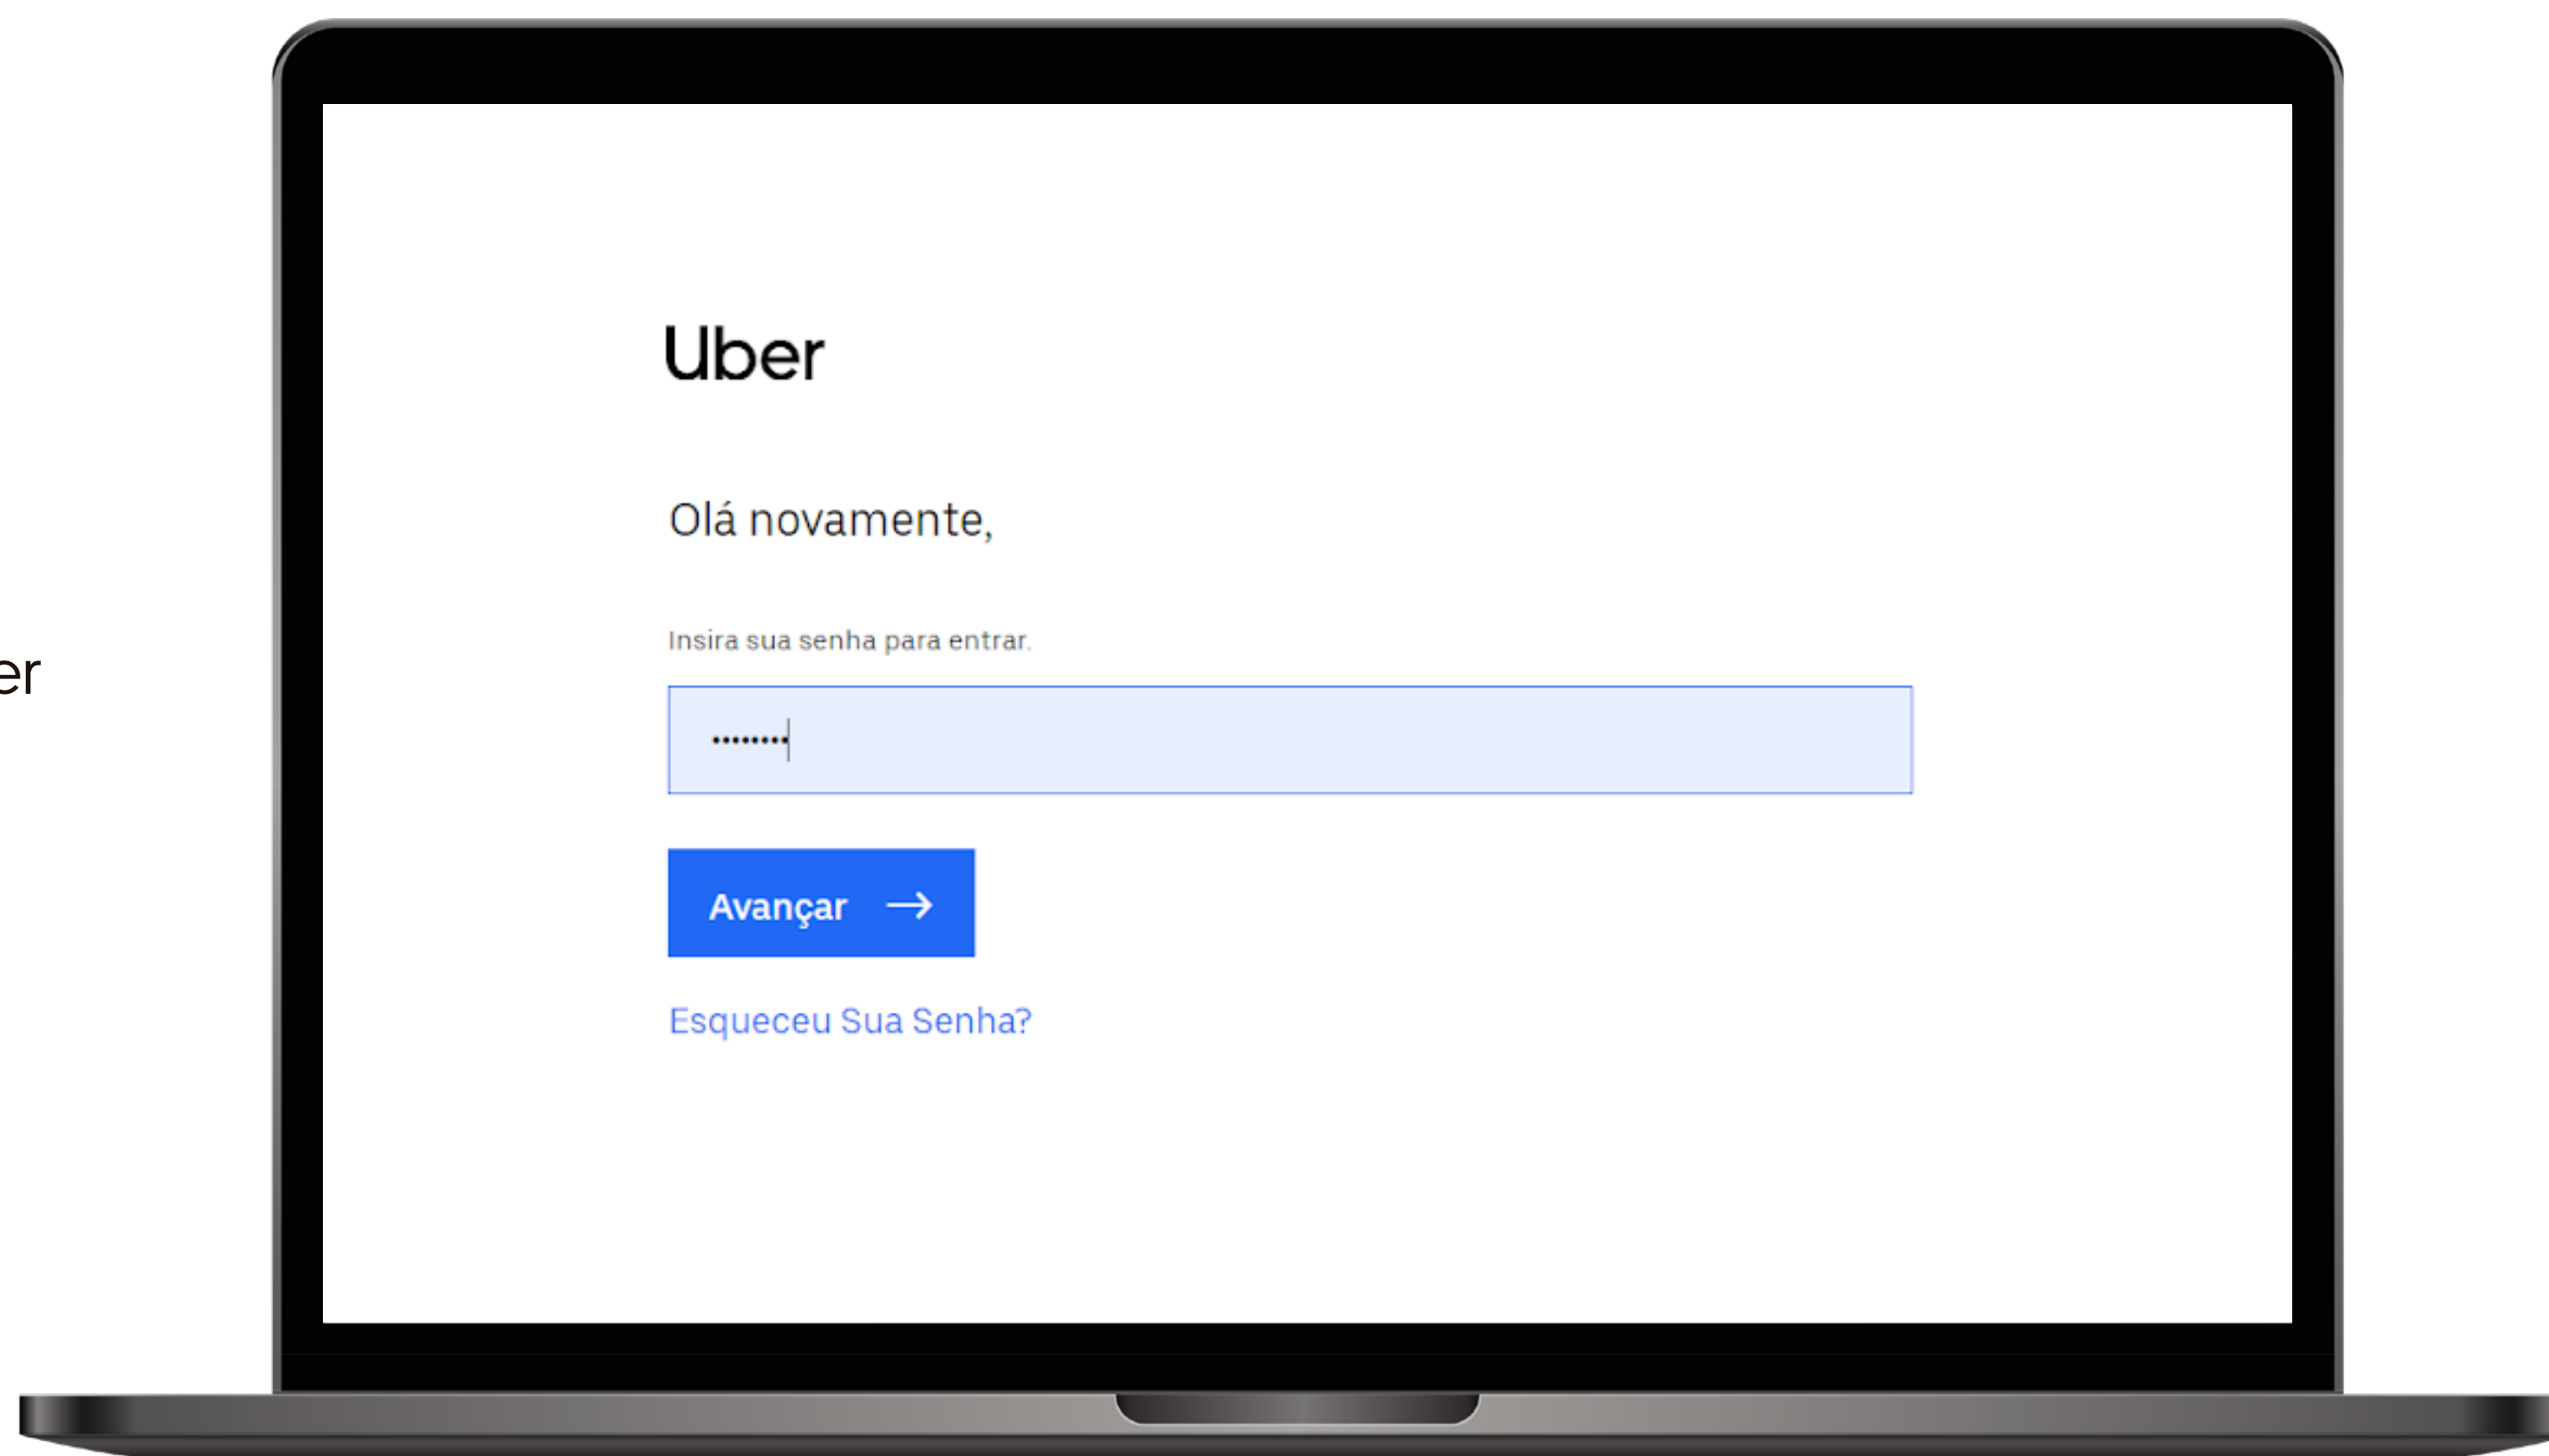 Uber
Olá novamente,
Insira sua senha para entrar.
er
••••••••
Avançar →
Esqueceu Sua Senha?